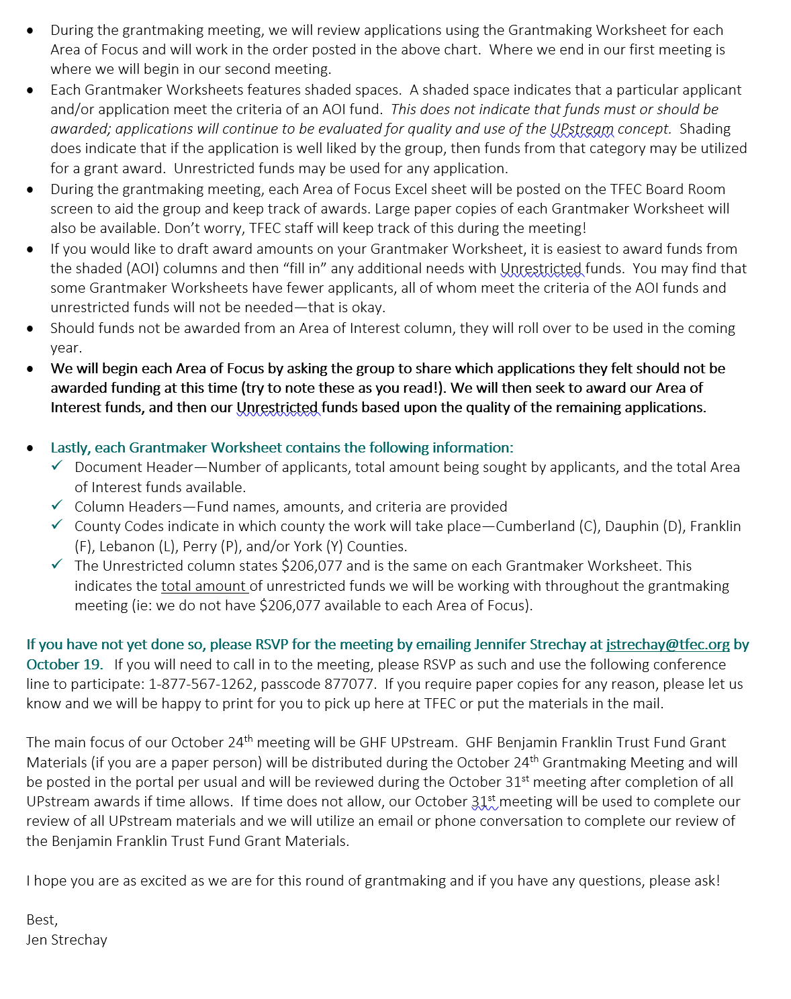 • During the grantmaking meeting, we will review applications using the Grantmaking Worksheet for each
Area of Focus and will work in the order posted in the above chart.  Where we end in our first meeting is
where we will begin in our second meeting.
• Each Grantmaker Worksheets features shaded spaces.  A shaded space indicates that a particular applicant
and/or application meet the criteria of an AOI fund.  This does not indicate that funds must or should be
awarded; applications will continue to be evaluated for quality and use of the UPstream concept.  Shading
does indicate that if the application is well liked by the group, then funds from that category may be utilized
for a grant award.  Unrestricted funds may be used for any application.
• During the grantmaking meeting, each Area of Focus Excel sheet will be posted on the TFEC Board Room
screen to aid the group and keep track of awards. Large paper copies of each Grantmaker Worksheet will
also be available. Don’t worry, TFEC staff will keep track of this during the meeting!
• If you would like to draft award amounts on your Grantmaker Worksheet, it is easiest to award funds from
the shaded (AOI) columns and then “fill in” any additional needs with Unrestricted funds.  You may find that
some Grantmaker Worksheets have fewer applicants, all of whom meet the criteria of the AOI funds and
unrestricted funds will not be needed—that is okay.
• Should funds not be awarded from an Area of Interest column, they will roll over to be used in the coming
year.
• We will begin each Area of Focus by asking the group to share which applications they felt should not be
awarded funding at this time (try to note these as you read!). We will then seek to award our Area of
Interest funds, and then our Unrestricted funds based upon the quality of the remaining applications.
• Lastly, each Grantmaker Worksheet contains the following information:
✓ Document Header—Number of applicants, total amount being sought by applicants, and the total Area
of Interest funds available.
✓ Column Headers—Fund names, amounts, and criteria are provided
✓ County Codes indicate in which county the work will take place—Cumberland (C), Dauphin (D), Franklin
(F), Lebanon (L), Perry (P), and/or York (Y) Counties.
✓ The Unrestricted column states $206,077 and is the same on each Grantmaker Worksheet. This
indicates the total amount of unrestricted funds we will be working with throughout the grantmaking
meeting (ie: we do not have $206,077 available to each Area of Focus).
If you have not yet done so, please RSVP for the meeting by emailing Jennifer Strechay at jstrechay@tfec.org by
October 19.   If you will need to call in to the meeting, please RSVP as such and use the following conference
line to participate: 1-877-567-1262, passcode 877077.  If you require paper copies for any reason, please let us
know and we will be happy to print for you to pick up here at TFEC or put the materials in the mail.
The main focus of our October 24th meeting will be GHF UPstream.  GHF Benjamin Franklin Trust Fund Grant
Materials (if you are a paper person) will be distributed during the October 24th Grantmaking Meeting and will
be posted in the portal per usual and will be reviewed during the October 31st meeting after completion of all
UPstream awards if time allows.  If time does not allow, our October 31st meeting will be used to complete our
review of all UPstream materials and we will utilize an email or phone conversation to complete our review of
the Benjamin Franklin Trust Fund Grant Materials.
I hope you are as excited as we are for this round of grantmaking and if you have any questions, please ask!
Best,
Jen Strechay